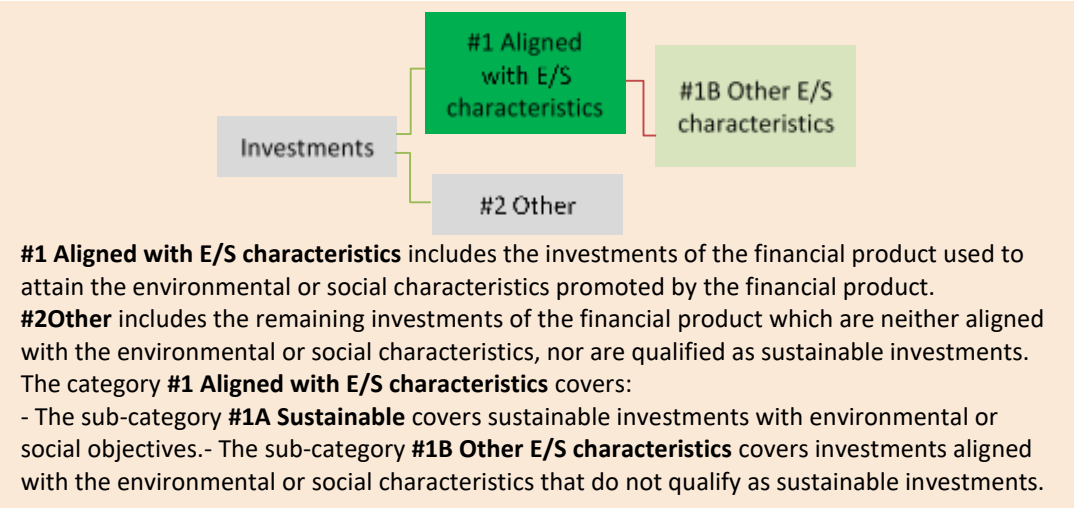 #1 Aligned
with E/S
characteristics
#1B Other E/S
characteristics
Investments
#2 Other
#1 Aligned with E/S characteristics includes the investments of the financial product used to
attain the environmental or social characteristics promoted by the financial product.
#2Other includes the remaining investments of the financial product which are neither aligned
with the environmental or social characteristics, nor are qualified as sustainable investments.
The category #1 Aligned with E/S characteristics covers:
- The sub-category #1A Sustainable covers sustainable investments with environmental or
social objectives.- The sub-category #1B Other E/S characteristics covers investments aligned
with the environmental or social characteristics that do not qualify as sustainable investments.